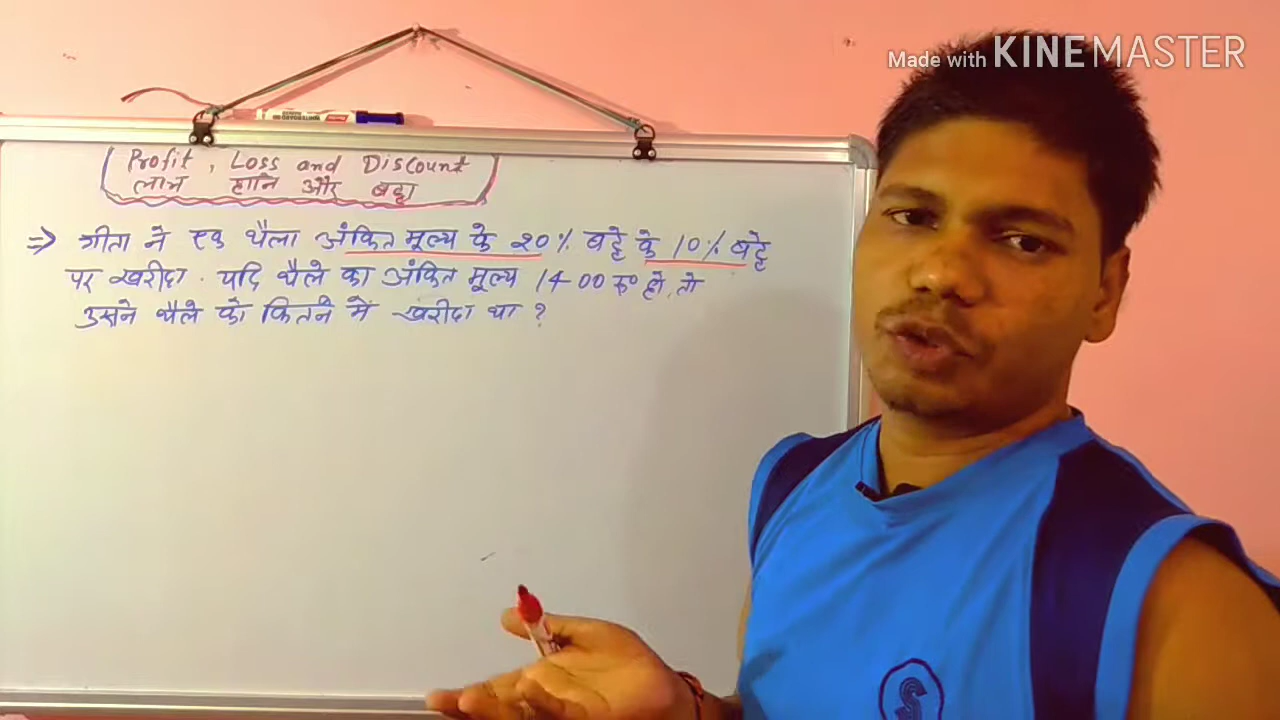 Made with KINEMASTER
Profit, Loss and Discount
लाभ हानि और बट्टा
⇒ गीता ने एक थैला अंकित मूल्य के 20% बट्टे के 10% बट्टे
पर खरीदा. यदि थैले का अंकित मूल्य 1400 रु० हो, तो
उसने थैले को कितने में खरीदा था ?
S